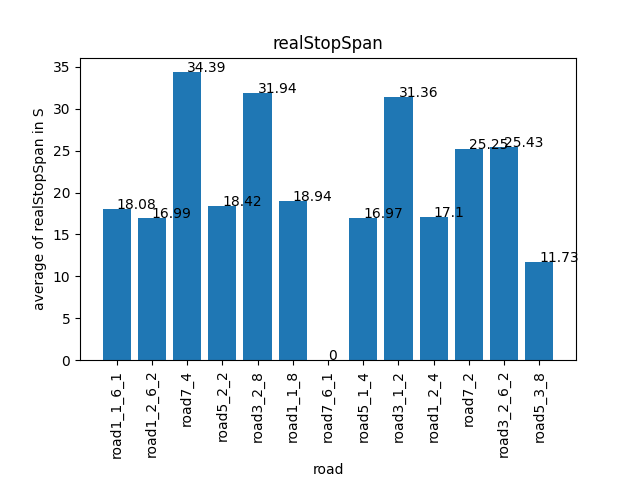 realStopSpan
average of realStopSpan in S
35
30
25
20
15
10
5
0
18.08
16.99
34.39
18.42
31.94
18.94
0
16.97
31.36
17.1
25.25
25.43
11.73
road1_1_6_1
road1_2_6_2
road7_4
road5_2_2
road3_2_8
road1_1_8
road7_6_1
road5_1_4
road3_1_2
road1_2_4
road7_2
road3_2_6_2
road5_3_8
road